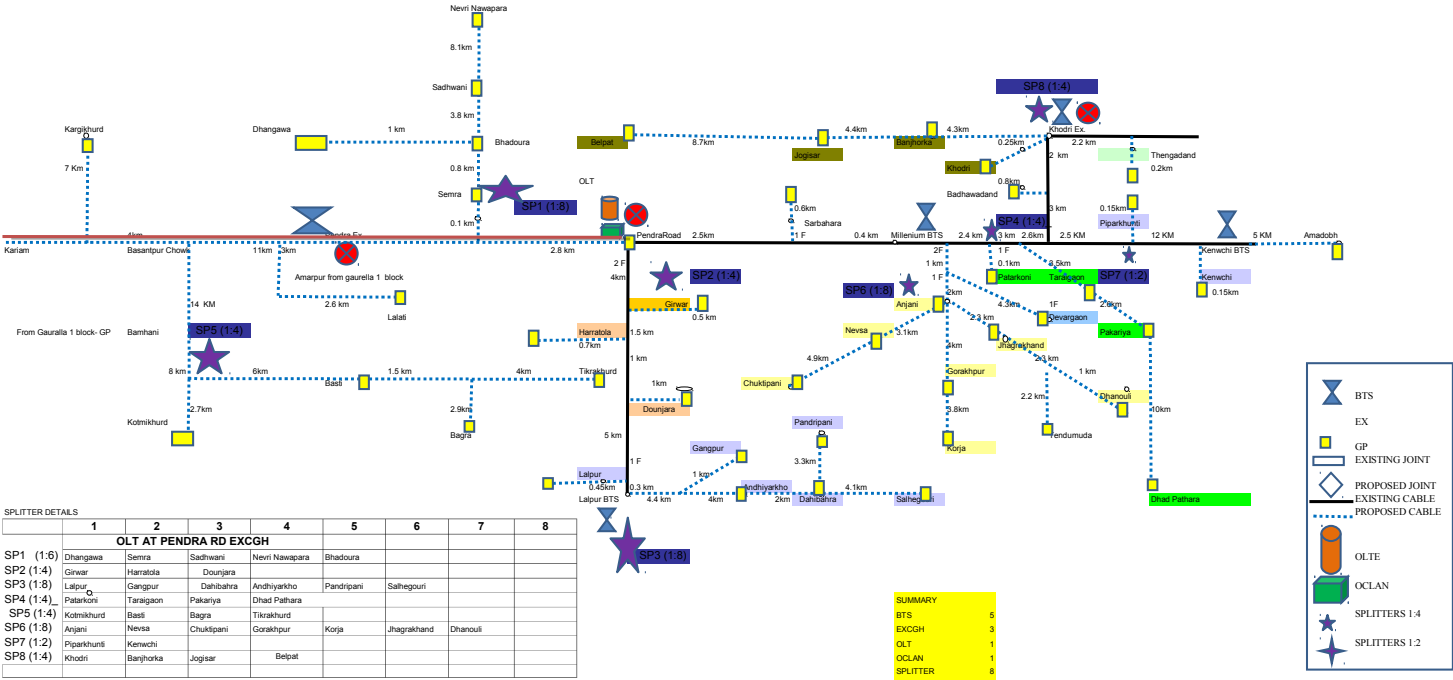 Nevri Nawapara
8.1km
Sadhwani
3.8 km
SP8 (1:4)
Kargikhurd
Dhangawa
1 km
Bhadoura
Belpat
8.7km
4.4km
4.3km
Banjhorka
Jogisar
Khodri Ex.
0.25km
2.2 km
2 km
Thengadand
0.2km
Khodri
7 Km
0.8 km
OLT
Semra
SP1 (1:8)
0.1 km
0.8km
Badhawadand
3 km
0.6km
Sarbahara
0.15km
Piparkhunti
SP4 (1:4)
4km
Pendra Ex
Kariam
Basantpur Chowk
11km
3km
2.8 km
PendraRoad
2.5km
1 F
0.4 km
Millenium BTS
2.4 km
3 km
2.6km
2.5 KM
12 KM
Kenwchi BTS
5 KM
Amadobh
2 F
4km
SP2 (1:4)
2F
1 km
1 F
1 F
0.1km
3.5km
Amarpur from gaurella 1 block
2.6 km
Lalati
Patarkoni
Taraigaon
SP7 (1:2)
Kenwchi
0.15km
SP6 (1:8)
2km
Anjani
4.3km
1F
2.6km
Devargaon
14 KM
Girwar
0.5 km
From Gauralla 1 block- GP
Bamhani
SP5 (1:4)
Harratola
0.7km
1.5 km
Nevsa
3.1km
2.3
Jhagrakhand
Pakariya
1 km
4km
2.3 km
8 km
6km
Basti
1.5 km
4km
Tikrakhurd
4.9km
Chuktipani
Gorakhpur
1 km
2.7km
2.9km
1km
Dounjara
3.8km
2.2 km
Dhanouli
10km
Kotmikhurd
Bagra
5 km
Pandripani
Korja
Tendumuda
Gangpur
1 F
3.3km
Lalpur
0.45km
0.3 km
1 km
Lalpur BTS
4.4 km
4km
Andhiyarkho
2km
Dahibahra
4.1km
Salhegouri
Dhad Pathara
SP3 (1:8)
SPLITTER DETAILS
1 2 3 4 5 6 7 8
OLT AT PENDRA RD EXCGH
SP1 (1:6) Dhangawa Semra Sadhwani Nevri Nawapara Bhadoura
SP2 (1:4) Girwar Harratola Dounjara
SP3 (1:8) Lalpur Gangpur Dahibahra Andhiyarkho Pandripani Salhegouri
SP4 (1:4)_ Patarkoni Taraigaon Pakariya Dhad Pathara
SP5 (1:4) Kotmikhurd Basti Bagra Tikrakhurd
SP6 (1:8) Anjani Nevsa Chuktipani Gorakhpur Korja Jhagrakhand Dhanouli
SP7 (1:2) Piparkhunti Kenwchi
SP8 (1:4) Khodri Banjhorka Jogisar Belpat
SUMMARY
BTS 5
EXCGH 3
OLT 1
OCLAN 1
SPLITTER 8
BTS
EX
GP
EXISTING JOINT
PROPOSED JOINT
EXISTING CABLE
PROPOSED CABLE
OLTE
OCLAN
SPLITTERS 1:4
SPLITTERS 1:2